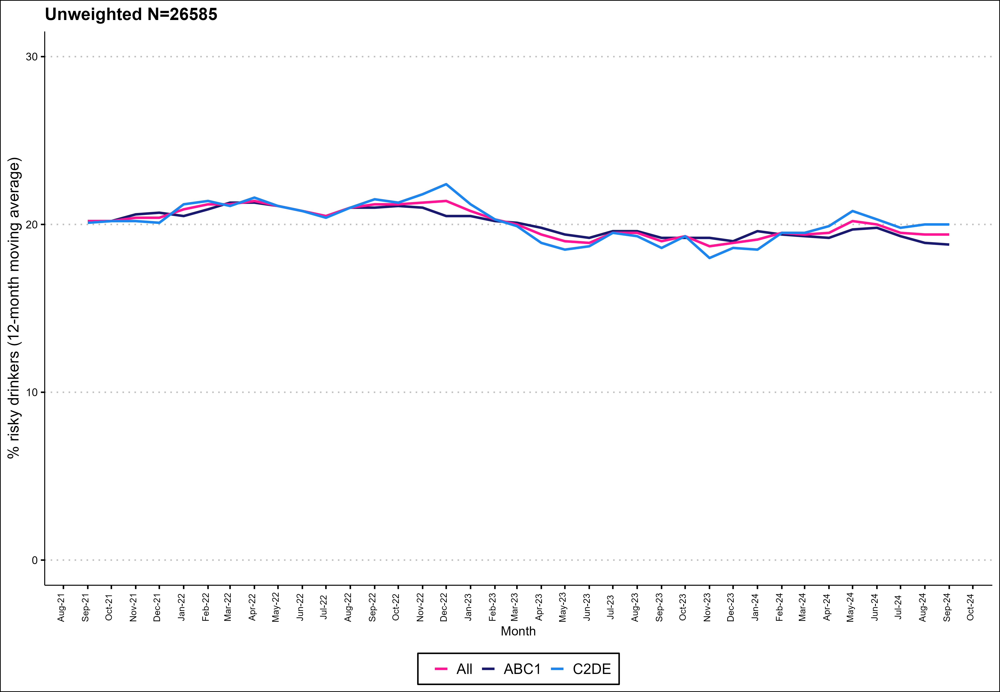 Unweighted N=26585
% risky drinkers (12-month moving average)
30
20
10
0
Aug-21
Sep-21
Oct-21
Nov-21
Dec-21
Jan-22
Feb-22
Mar-22
Apr-22
May-22
Jun-22
Jul-22
Aug-22
Sep-22
Oct-22
Nov-22
Dec-22
Jan-23
Feb-23
Mar-23
Apr-23
May-23
Jun-23
Jul-23
Aug-23
Sep-23
Oct-23
Nov-23
Dec-23
Jan-24
Feb-24
Mar-24
Apr-24
May-24
Jun-24
Jul-24
Aug-24
Sep-24
Oct-24
Month
All ABC1 C2DE